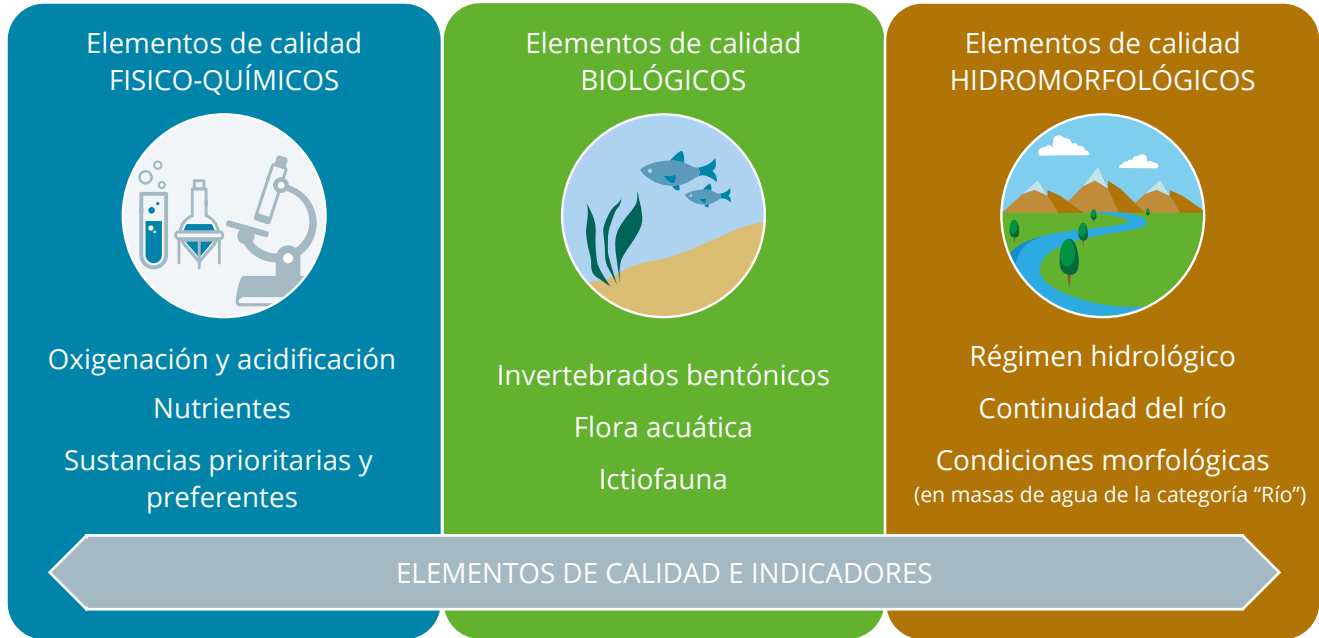 Elementos de calidad
FISICO-QUÍMICOS
Oxigenación y acidificación
Nutrientes
Sustancias prioritarias y
preferentes
Elementos de calidad
BIOLÓGICOS
Invertebrados bentónicos
Flora acuática
Ictiofauna
Elementos de calidad
HIDROMORFOLÓGICOS
Régimen hidrológico
Continuidad del río
Condiciones morfológicas
(en masas de agua de la categoría “Río”)
ELEMENTOS DE CALIDAD E INDICADORES